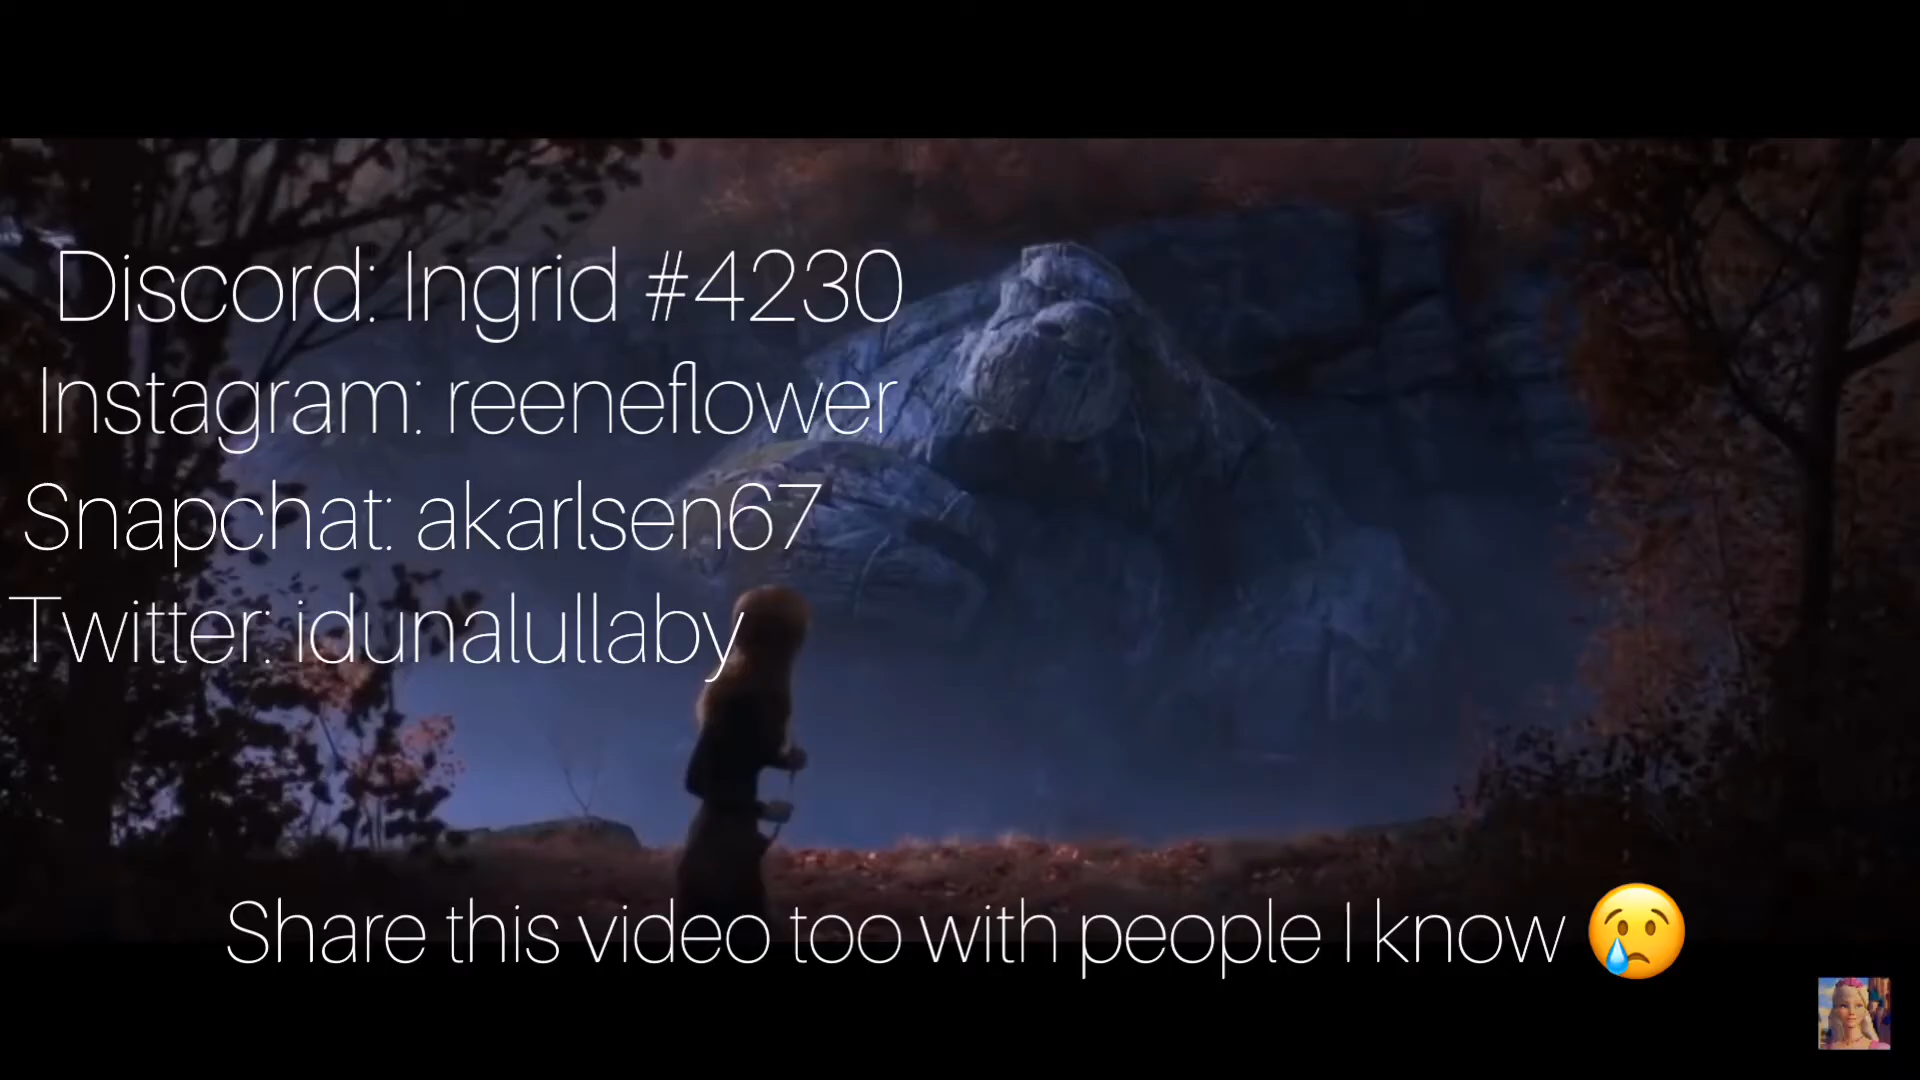 Discord: Ingrid #4230
Instagram: reeneflower
Snapchat: akarlsen67
Twitter: idunalullaby
Share this video too with people I know 😢